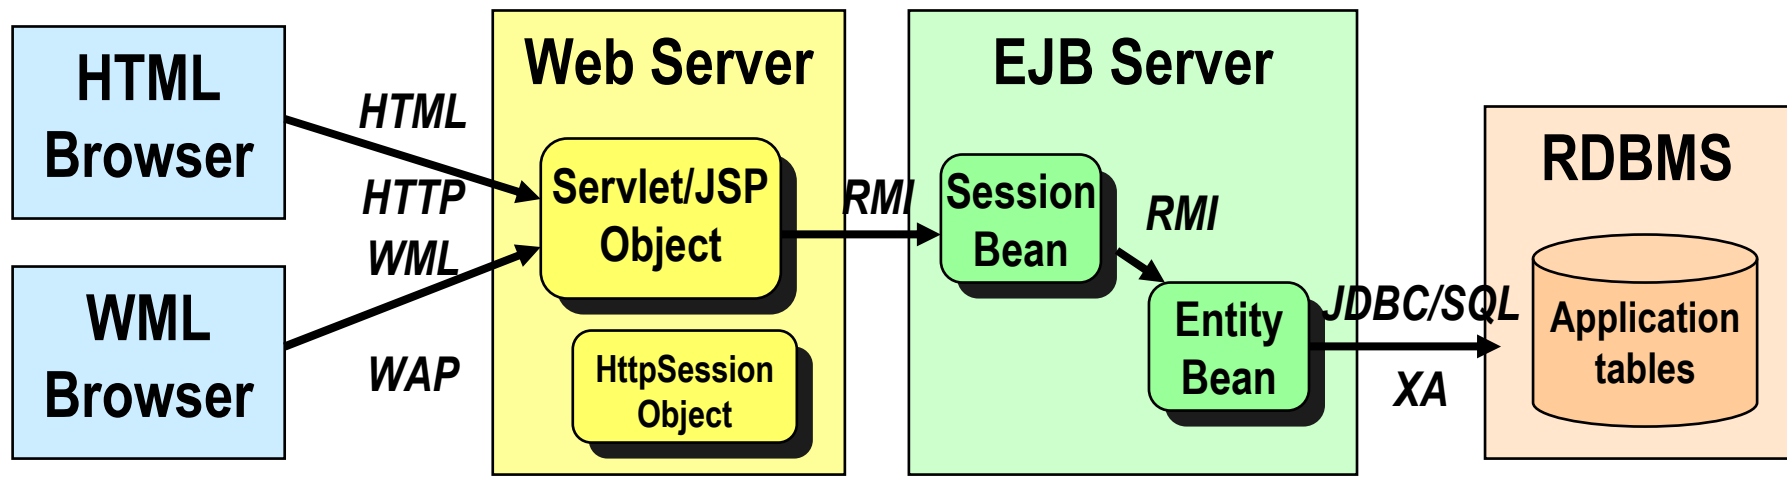 HTML
Browser
WML
Browser
HTML
HTTP
WML
WAP
Web Server
Servlet/JSP
Object
HttpSession
Object
RMI
EJB Server
Session
Bean
RMI
Entity
Bean
JDBC/SQL
XA
RDBMS
Application
tables